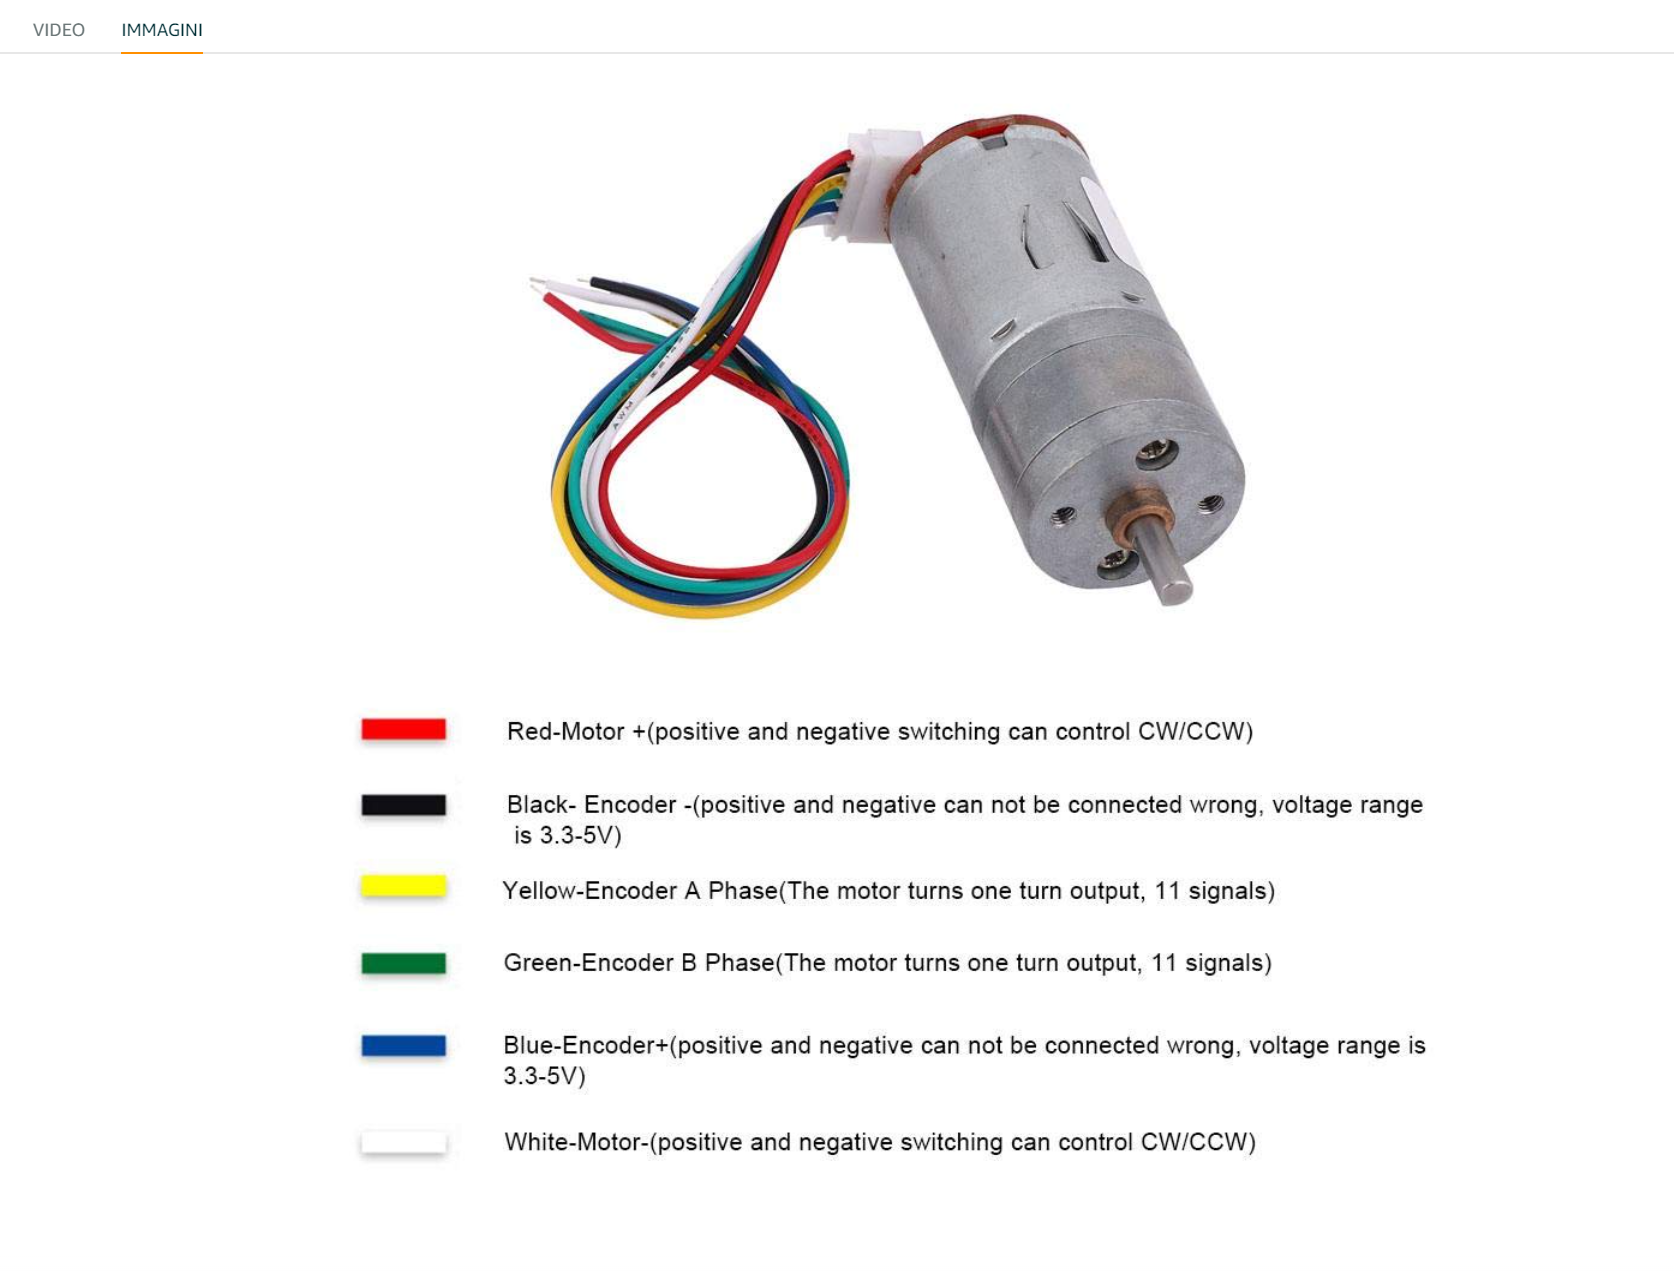 VIDEO IMMAGINI
AWM
Red-Motor +(positive and negative switching can control CW/CCW)
Black- Encoder -(positive and negative can not be connected wrong, voltage range
is 3.3-5V)
Yellow-Encoder A Phase(The motor turns one turn output, 11 signals)
Green-Encoder B Phase(The motor turns one turn output, 11 signals)
Blue-Encoder+(positive and negative can not be connected wrong, voltage range is
3.3-5V)
White-Motor-(positive and negative switching can control CW/CCW)